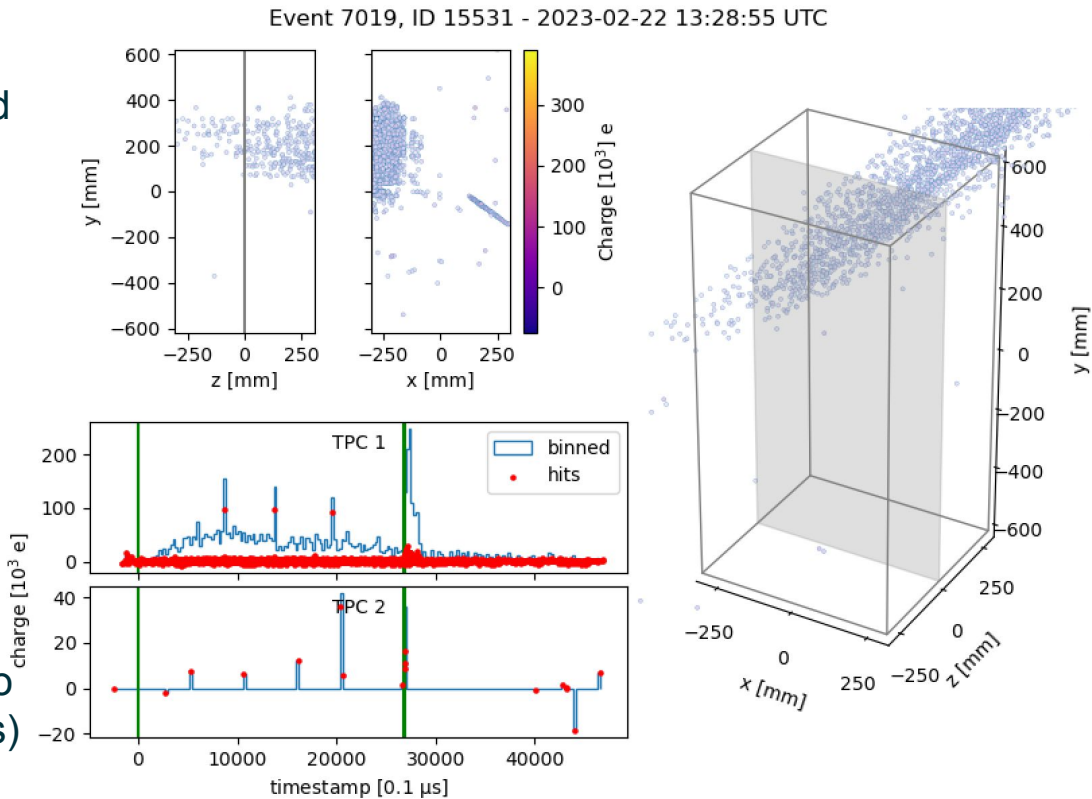 Event 7019, ID 15531 - 2023-02-22 13:28:55 UTC
d
600
400
200
0
−200
−400
−600
y [mm]
−250 0 250
z [mm]
−250 0 250
x [mm]
300
200
100
0
Charge [10³] e
600
400
200
0
−200
−400
−600
y [mm]
−250
0
250
x [mm]
−250
0
250
z [mm]
TPC 1
binned
hits
200
100
0
TPC 2
40
20
0
−20
charge [10³ e]
0 10000 20000 30000 40000
timestamp [0.1 µs]
o
s)